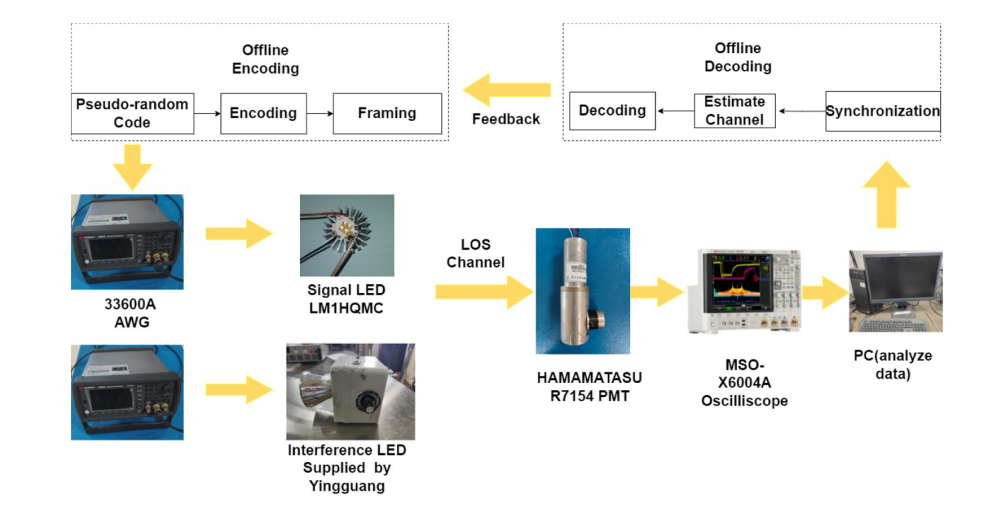 Offline
Encoding
Pseudo-random
Code
Encoding
Framing
Feedback
Offline
Decoding
Decoding
Estimate
Channel
Synchronization
33600A
AWG
Signal LED
LM1HQMC
LOS
Channel
HAMAMATASU
R7154 PMT
MSO-
X6004A
Oscilliscope
PC(analyze
data)
Interference LED
Supplied by
Yingguang